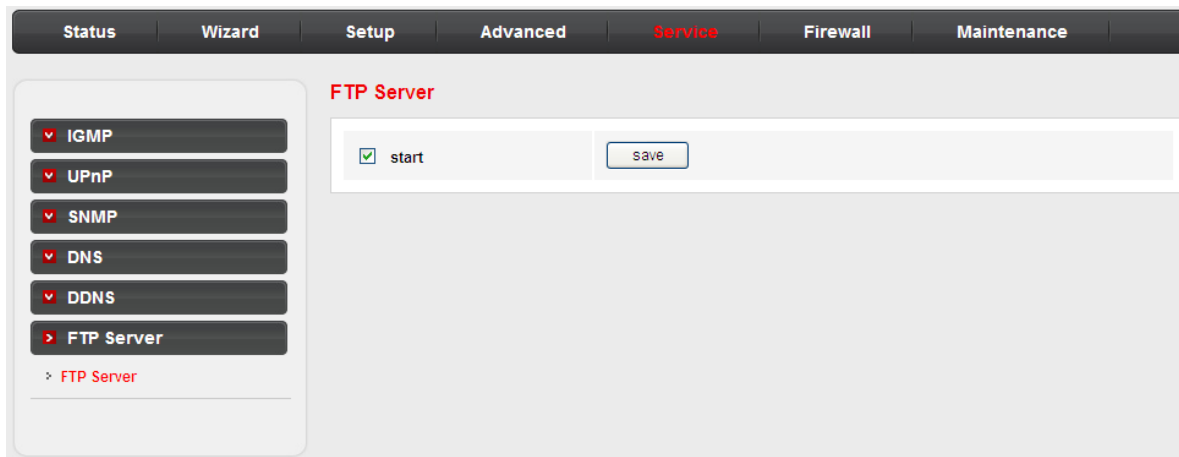 Status Wizard Setup Advanced Service Firewall Maintenance
FTP Server
IGMP
UPnP
SNMP
DNS
DDNS
FTP Server
FTP Server
start save